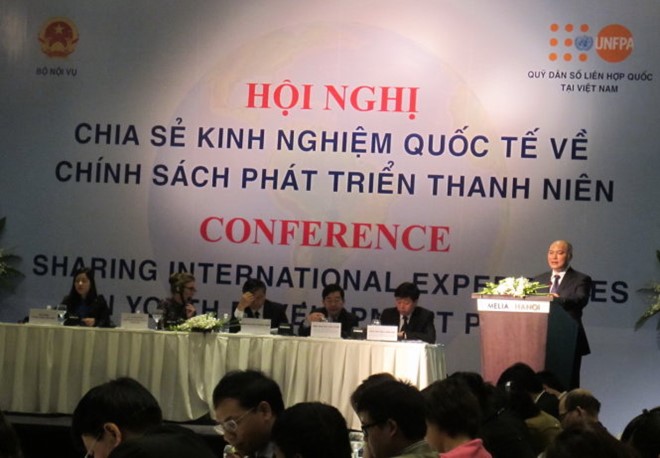 BỘ NỘI VỤ
UNFPA
QUỸ DÂN SỐ LIÊN HỢP QUỐC
TẠI VIỆT NAM
HỘI NGHỊ
CHIA SẺ KINH NGHIỆM QUỐC TẾ VỀ
CHÍNH SÁCH PHÁT TRIỂN THANH NIÊN
CONFERENCE
SHARING INTERNATIONAL
MELIA HANOI